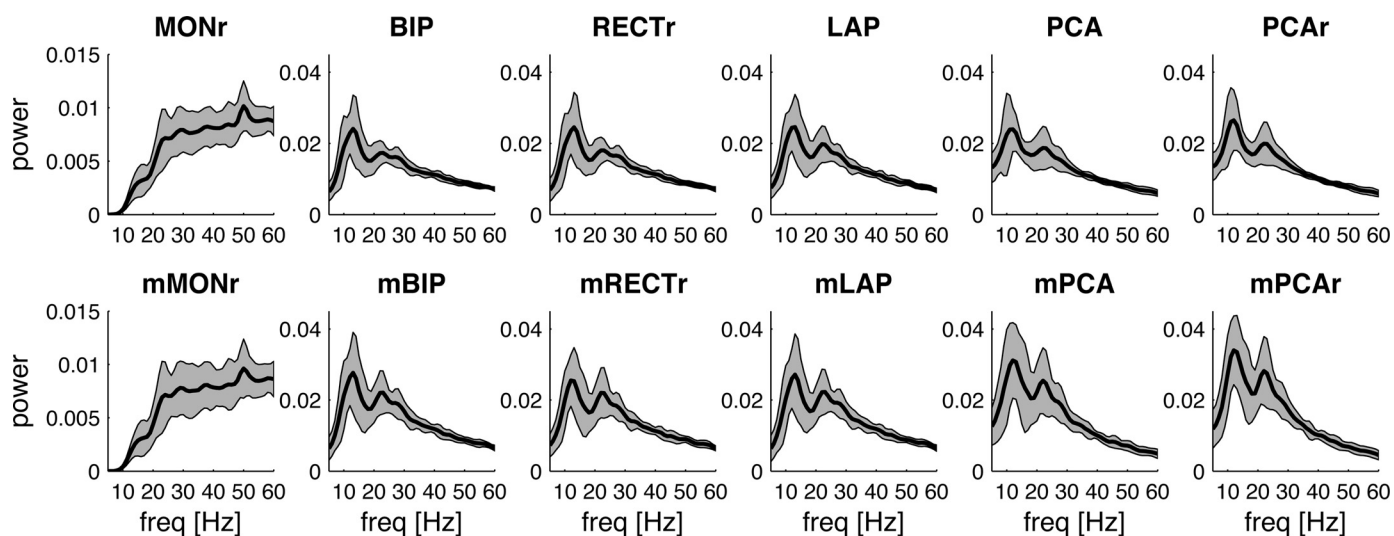 MONr BIP RECTr LAP PCA PCAr
0.015 0.04 0.04 0.04 0.04 0.04
0.01
power 0.02 0.02 0.02 0.02 0.02
0.005
0 0 0 0 0 0
10 20 30 40 50 60 10 20 30 40 50 60 10 20 30 40 50 60 10 20 30 40 50 60 10 20 30 40 50 60 10 20 30 40 50 60
mMONr mBIP mRECTr mLAP mPCA mPCAr
0.015 0.04 0.04 0.04 0.04 0.04
0.01
power 0.02 0.02 0.02 0.02 0.02
0.005
0 0 0 0 0 0
10 20 30 40 50 60 10 20 30 40 50 60 10 20 30 40 50 60 10 20 30 40 50 60 10 20 30 40 50 60 10 20 30 40 50 60
freq [Hz] freq [Hz] freq [Hz] freq [Hz] freq [Hz] freq [Hz]